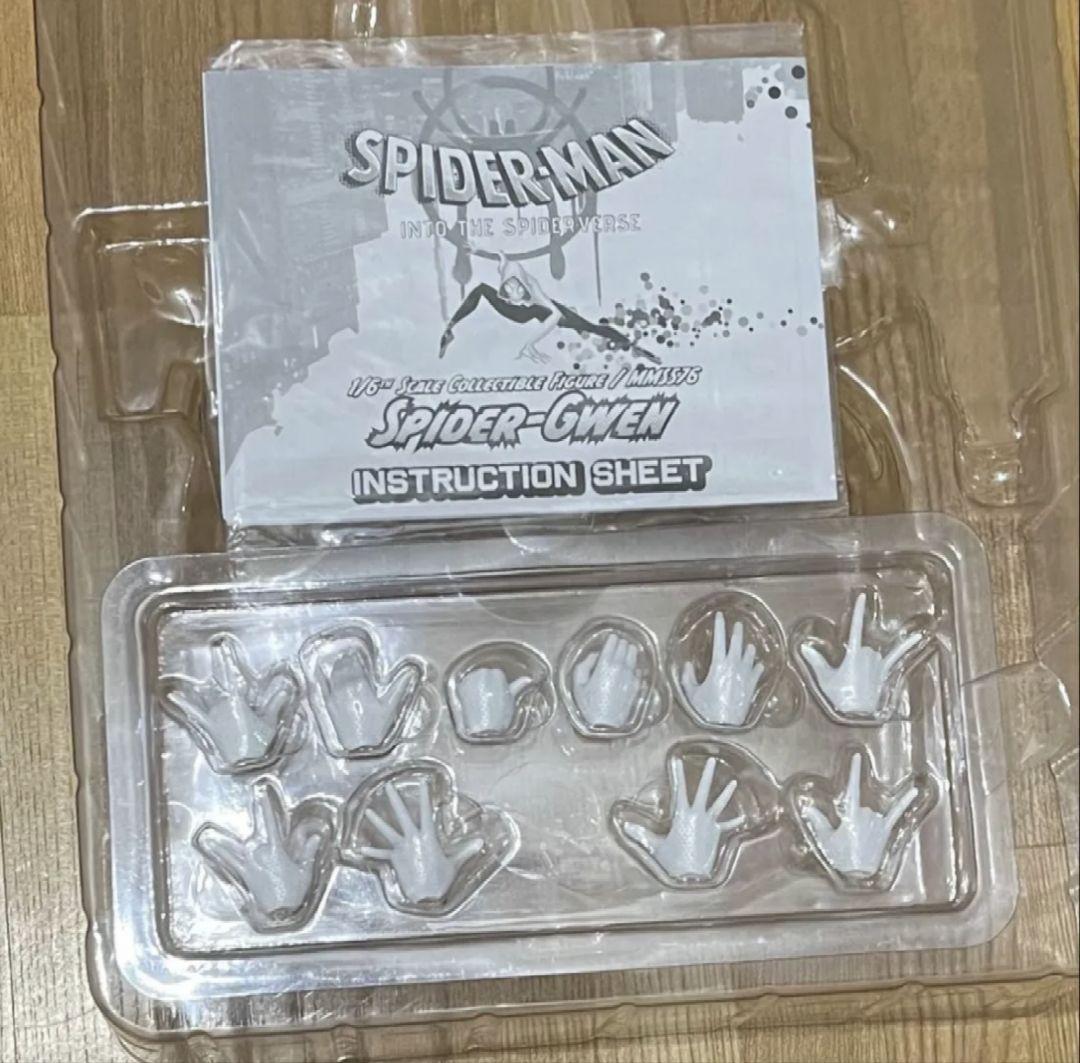 SPIDER-MAN
INTO THE SPIDER-VERSE
1/6TH SCALE COLLECTIBLE FIGURE / MMS576
SPIDER-GWEN
INSTRUCTION SHEET